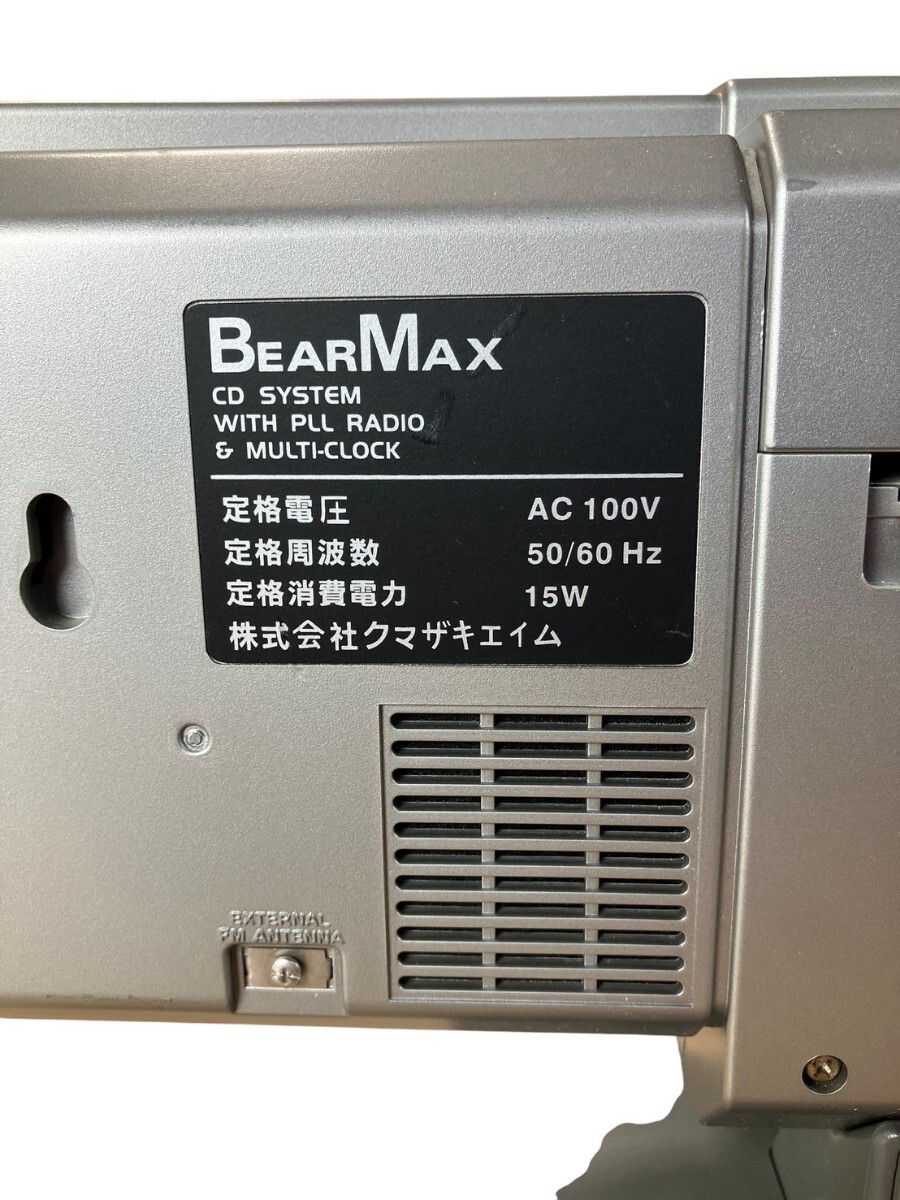 BEARMAX
CD SYSTEM
WITH PLL RADIO
& MULTI-CLOCK
定格電圧 AC 100V
定格周波数 50/60 Hz
定格消費電力 15W
株式会社クマザキエイム
EXTERNAL
FM ANTENNA